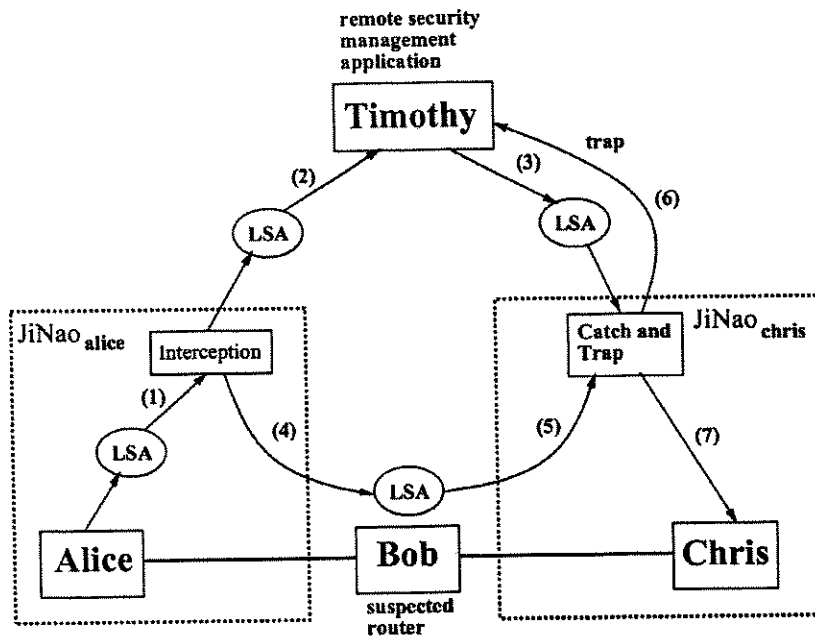 remote security
management
application
Timothy
trap
(2)
(3)
(6)
LSA
LSA
JiNao alice
Interception
Catch and
Trap
JiNao chris
(1)
(4)
(5)
(7)
LSA
LSA
Alice
Bob
Chris
suspected
router